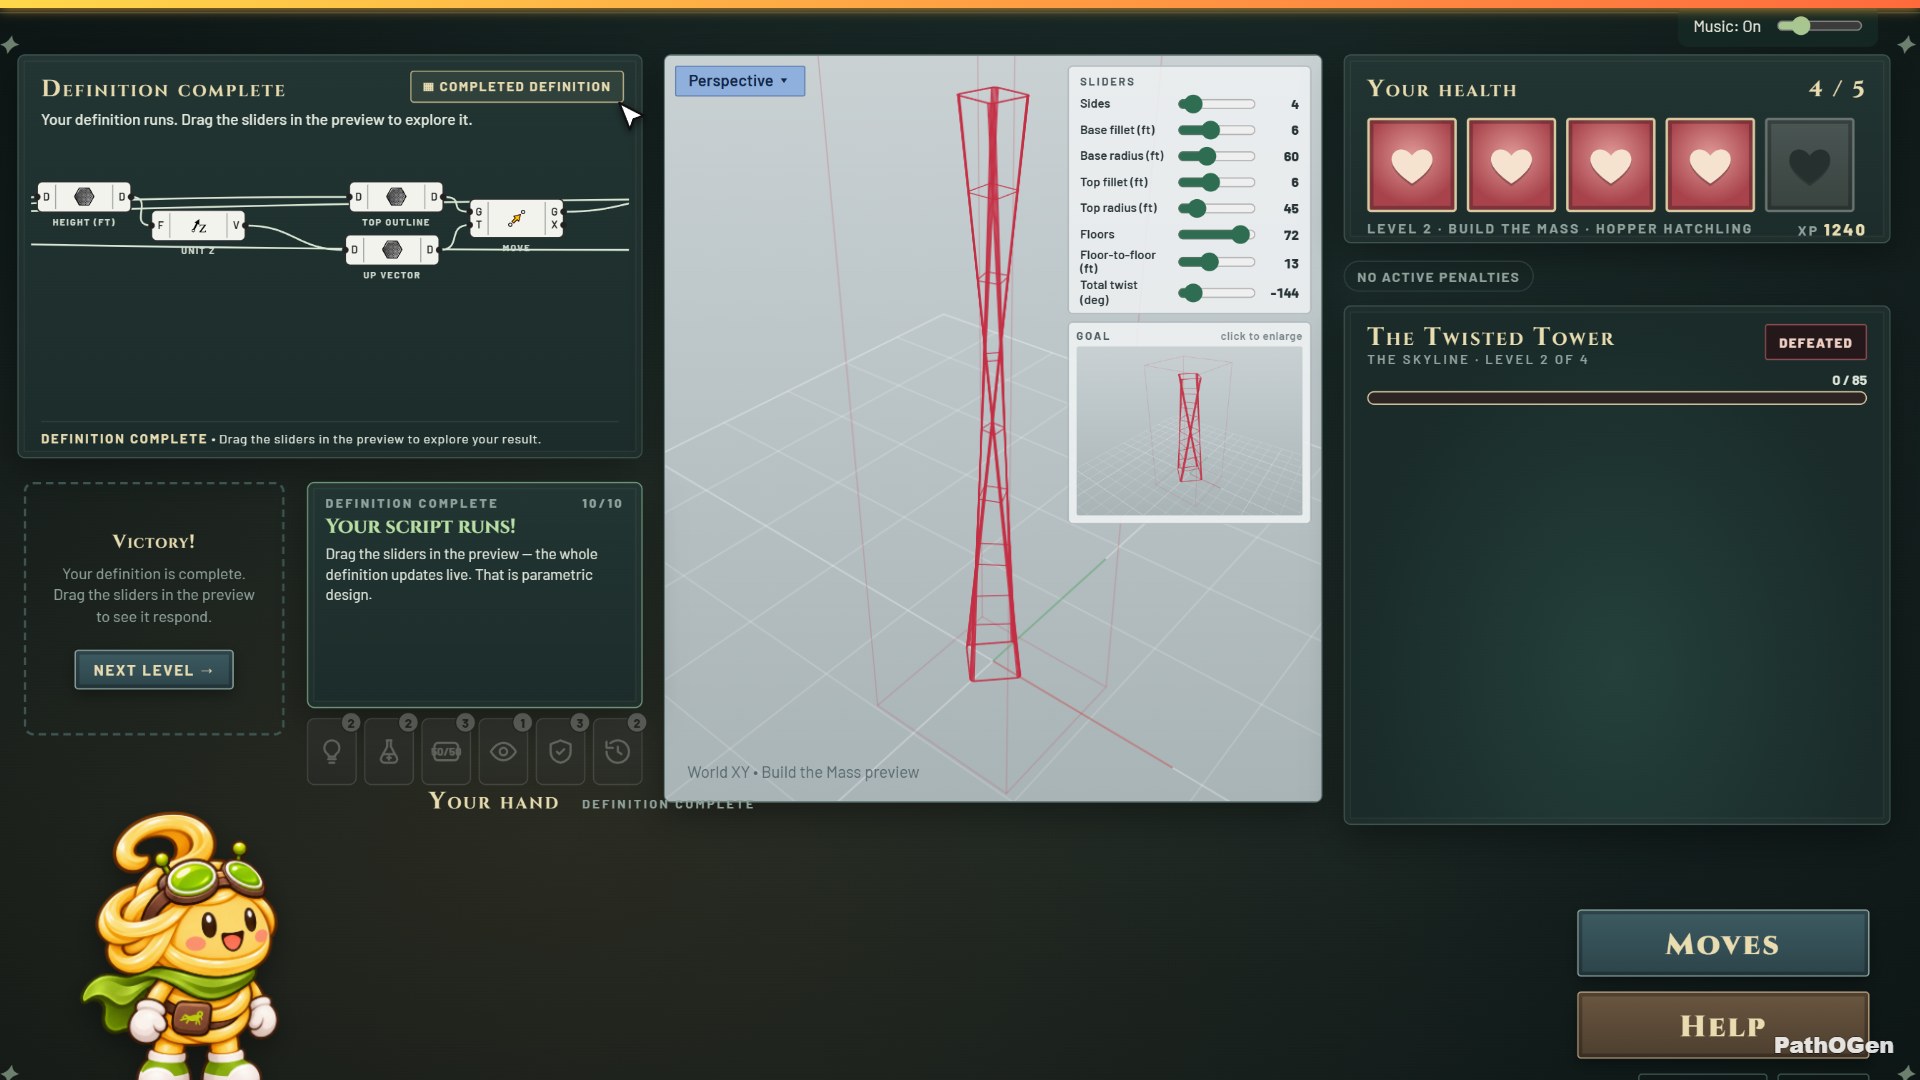 Music: On
Definition complete
COMPLETED DEFINITION
Your definition runs. Drag the sliders in the preview to explore it.
D D
HEIGHT (FT)
F V
UNIT Z
D D
TOP OUTLINE
D D
UP VECTOR
G G
T X
MOVE
DEFINITION COMPLETE • Drag the sliders in the preview to explore your result.
Victory!
Your definition is complete.
Drag the sliders in the preview
to see it respond.
NEXT LEVEL →
DEFINITION COMPLETE 10/10
Your script runs!
Drag the sliders in the preview — the whole
definition updates live. That is parametric
design.
2 2 3 1 3 2
50/50
Your hand DEFINITION COMPLETE
Perspective
SLIDERS
Sides 4
Base fillet (ft) 6
Base radius (ft) 60
Top fillet (ft) 6
Top radius (ft) 45
Floors 72
Floor-to-floor
(ft) 13
Total twist
(deg) -144
GOAL click to enlarge
World XY • Build the Mass preview
Your health 4 / 5
LEVEL 2 · BUILD THE MASS · HOPPER HATCHLING XP 1240
NO ACTIVE PENALTIES
The Twisted Tower
THE SKYLINE · LEVEL 2 OF 4
DEFEATED
0 / 85
Moves
Help
PathOGen